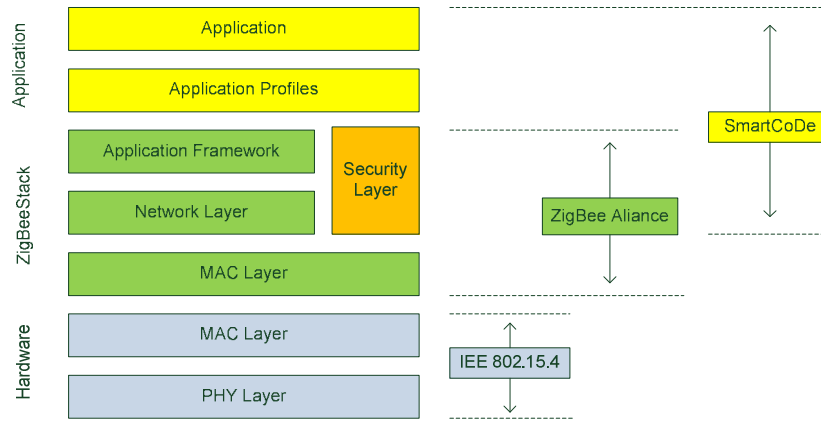 Application
Application
Application Profiles
SmartCoDe
ZigBeeStack
Application Framework
Security
Layer
Network Layer
ZigBee Aliance
MAC Layer
Hardware
MAC Layer
IEE 802.15.4
PHY Layer